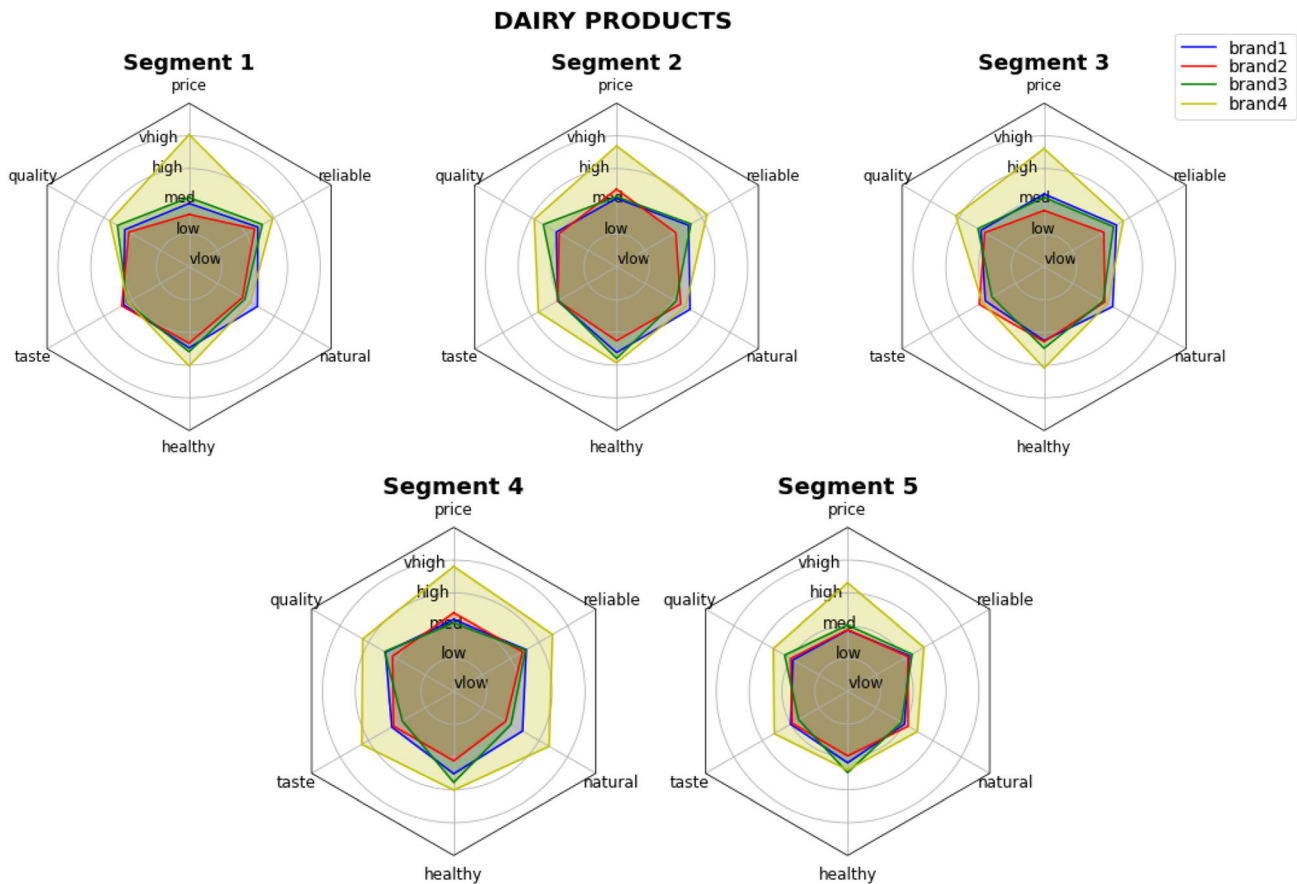 DAIRY PRODUCTS
Segment 1
price
vhigh
high
med
low
vlow
quality
reliable
taste
natural
healthy
Segment 2
price
vhigh
high
med
low
vlow
quality
reliable
taste
natural
healthy
Segment 3
price
vhigh
high
med
low
vlow
quality
reliable
taste
natural
healthy
brand1
brand2
brand3
brand4
Segment 4
price
vhigh
high
med
low
vlow
quality
reliable
taste
natural
healthy
Segment 5
price
vhigh
high
med
low
vlow
quality
reliable
taste
natural
healthy